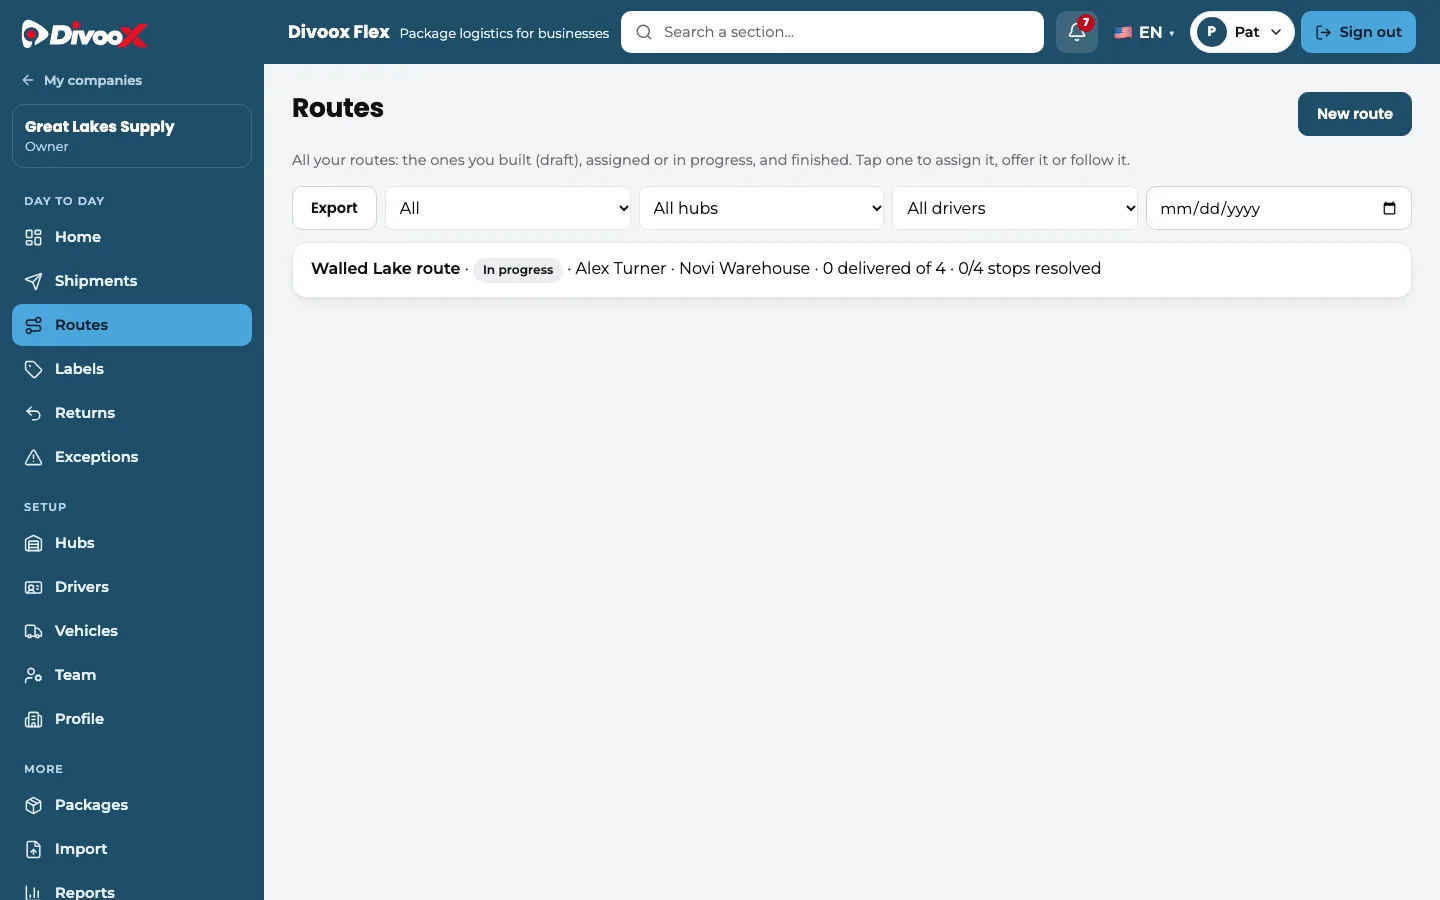 DivooX
Divoox Flex Package logistics for businesses
Search a section...
7
EN
P
Pat
Sign out
My companies
Great Lakes Supply
Owner
DAY TO DAY
Home
Shipments
Routes
Labels
Returns
Exceptions
SETUP
Hubs
Drivers
Vehicles
Team
Profile
MORE
Packages
Import
Reports
Routes
New route
All your routes: the ones you built (draft), assigned or in progress, and finished. Tap one to assign it, offer it or follow it.
Export
All
All hubs
All drivers
mm/dd/yyyy
Walled Lake route · In progress · Alex Turner · Novi Warehouse · 0 delivered of 4 · 0/4 stops resolved